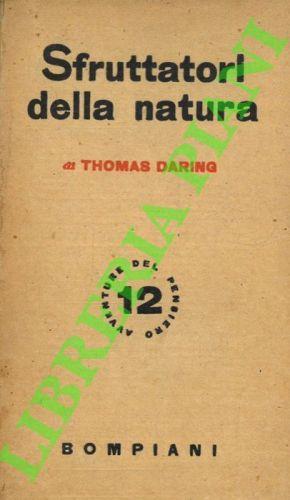 Sfruttatori
della natura
di THOMAS DARING
AVVENTURE DEL PENSIERO
12
BOMPIANI
LIBRERIA PIANI